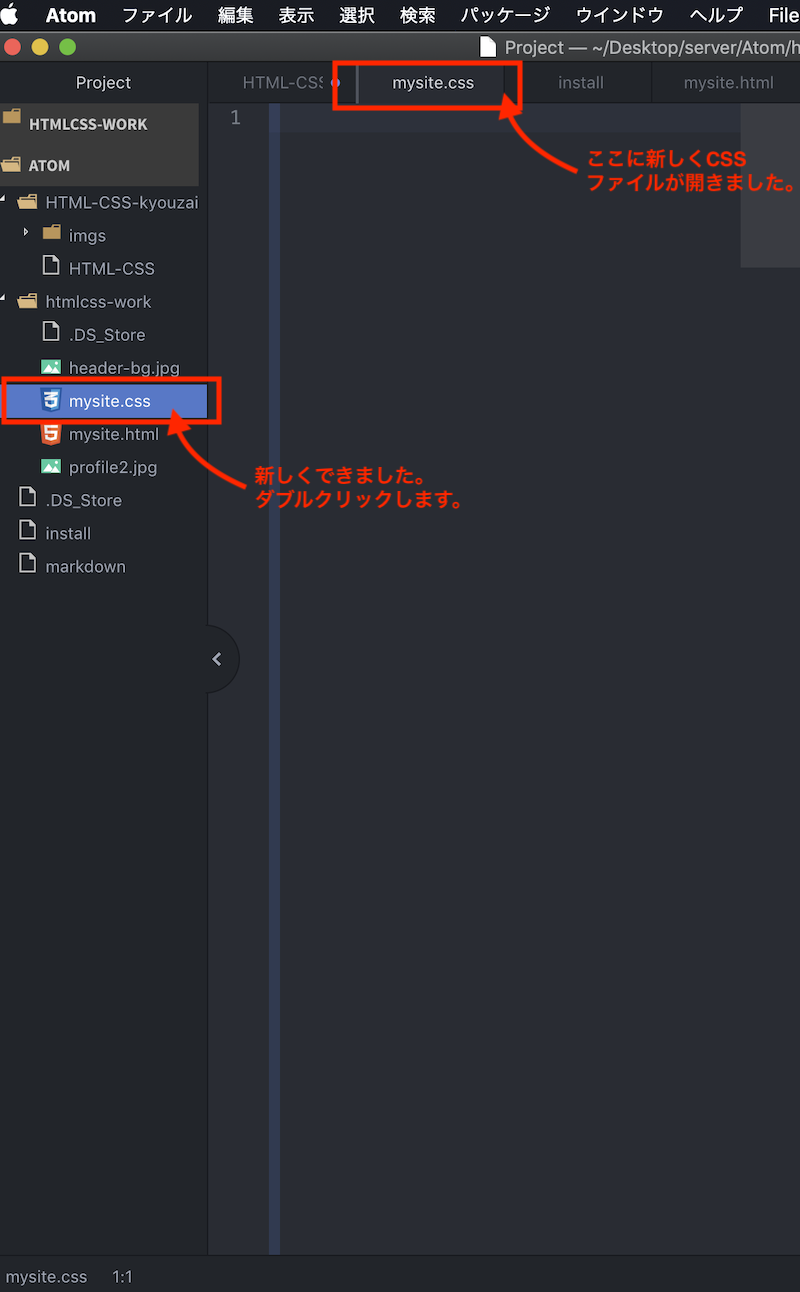 Atom ファイル 編集 表示 選択 検索 パッケージ ウインドウ ヘルプ File
Project — ~/Desktop/server/Atom/h
Project
HTML-CSS mysite.css install mysite.html
1
ここに新しくCSS
ファイルが開きました。
HTMLCSS-WORK
ATOM
HTML-CSS-kyouzai
imgs
HTML-CSS
htmlcss-work
.DS_Store
header-bg.jpg
mysite.css
mysite.html
profile2.jpg
.DS_Store
install
markdown
新しくできました。
ダブルクリックします。
mysite.css 1:1